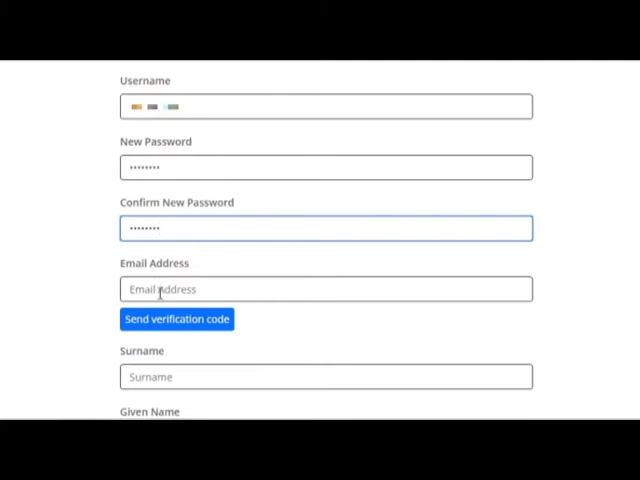 Username
New Password
••••••••
Confirm New Password
••••••••
Email Address
Email Address
Send verification code
Surname
Surname
Given Name